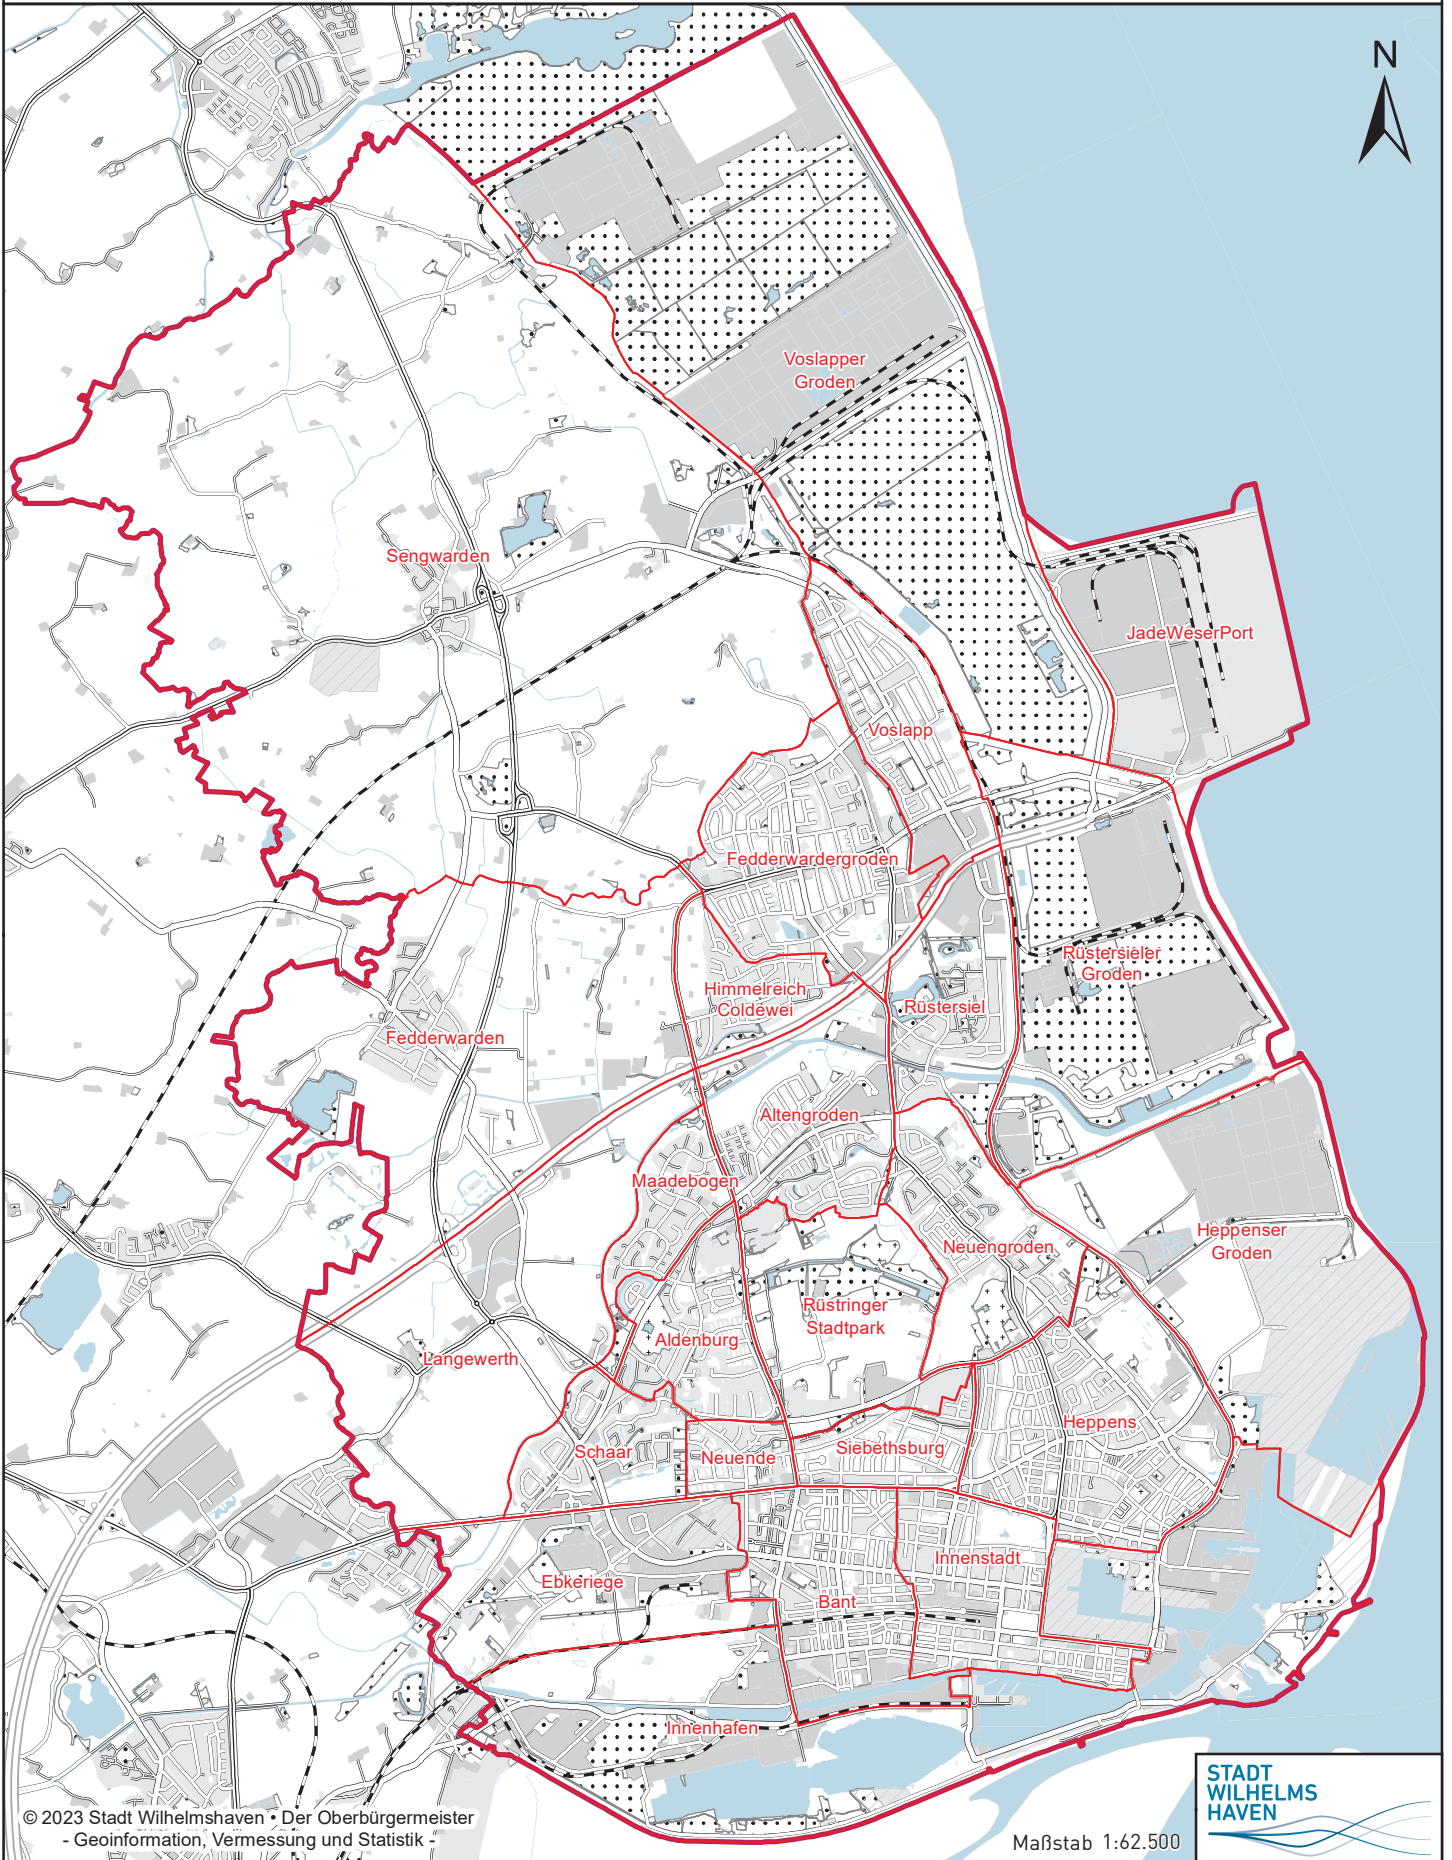 N
Voslapper
Groden
Sengwarden
JadeWeserPort
Voslapp
Fedderwardergroden
Rüstersieler
Groden
Himmelreich
Coldewei
Rüstersiel
Fedderwarden
Altengroden
Maadebogen
Heppenser
Groden
Neuengroden
Rüstringer
Stadtpark
Aldenburg
Langewerth
Heppens
Schaar
Neuende
Siebethsburg
Innenstadt
Ebkeriege
Bant
Innenhafen
© 2023 Stadt Wilhelmshaven • Der Oberbürgermeister
- Geoinformation, Vermessung und Statistik -
Maßstab 1:62.500
STADT
WILHELMS
HAVEN